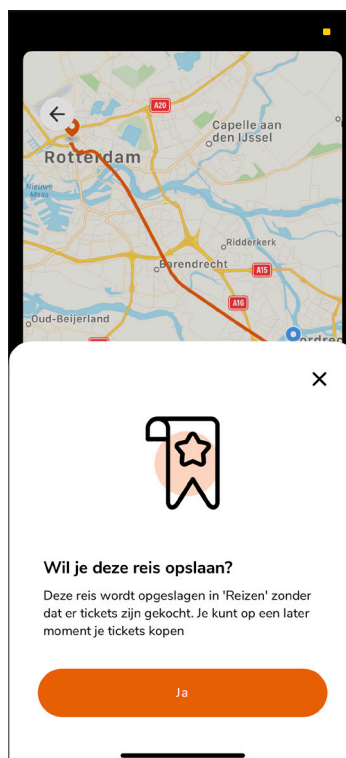 A20
Capelle aan
den IJssel
Rotterdam
Nieuwe
Maas
Ridderkerk
Barendrecht
A15
A16
Oud-Beijerland
Wil je deze reis opslaan?
Deze reis wordt opgeslagen in 'Reizen' zonder
dat er tickets zijn gekocht. Je kunt op een later
moment je tickets kopen
Ja